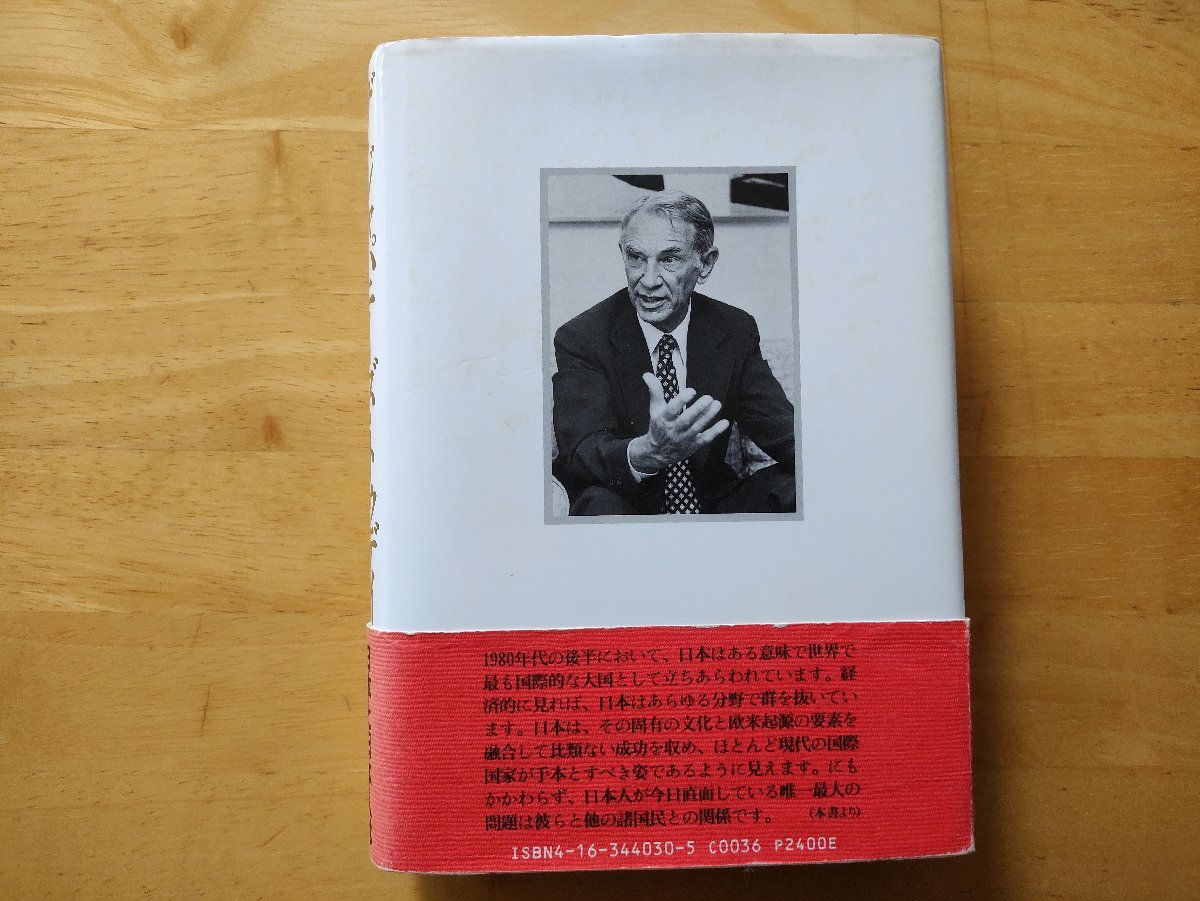 1980年代の後半において、日本はある意味で世界で
最も国際的な大国として立ちあらわれています。経
済的に見れば、日本はあらゆる分野で群を抜いてい
ます。日本は、その固有の文化と欧米起源の要素を
融合して比類ない成功を収め、ほとんど現代の国際
国家が手本とすべき姿であるように見えます。にも
かかわらず、日本人が今日直面している唯一最大の
問題は彼らと他の諸国民との関係です。 (本書より)
ISBN4-16-344030-5 C0036 P2400E